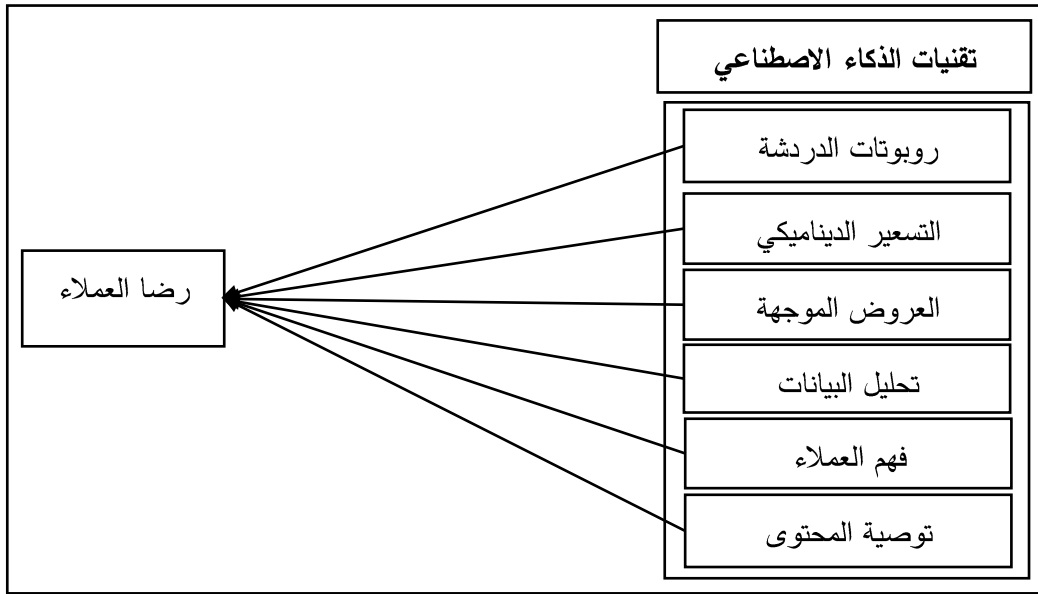 تقنيات الذكاء الاصطناعي
روبوتات الدردشة
التسعير الديناميكي
العروض الموجهة
تحليل البيانات
فهم العملاء
توصية المحتوى
رضا العملاء